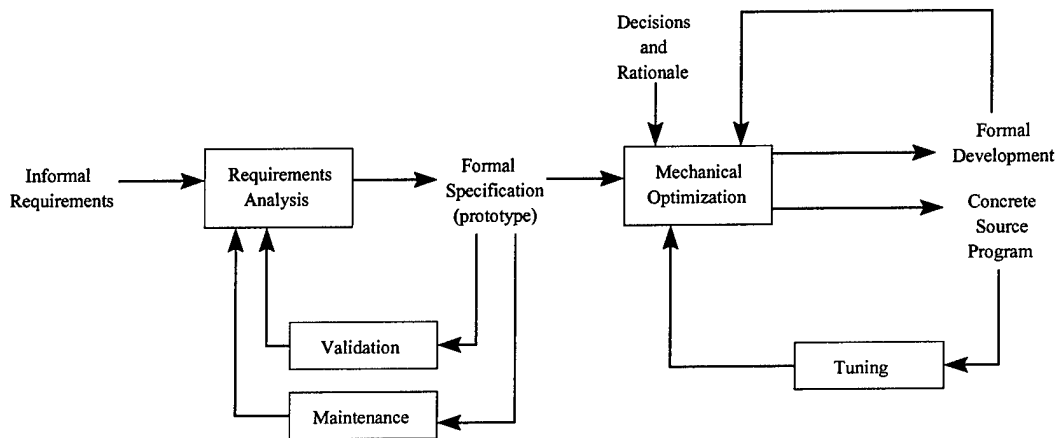 Decisions
and
Rationale
Informal
Requirements
Requirements
Analysis
Formal
Specification
(prototype)
Mechanical
Optimization
Formal
Development
Concrete
Source
Program
Validation
Maintenance
Tuning